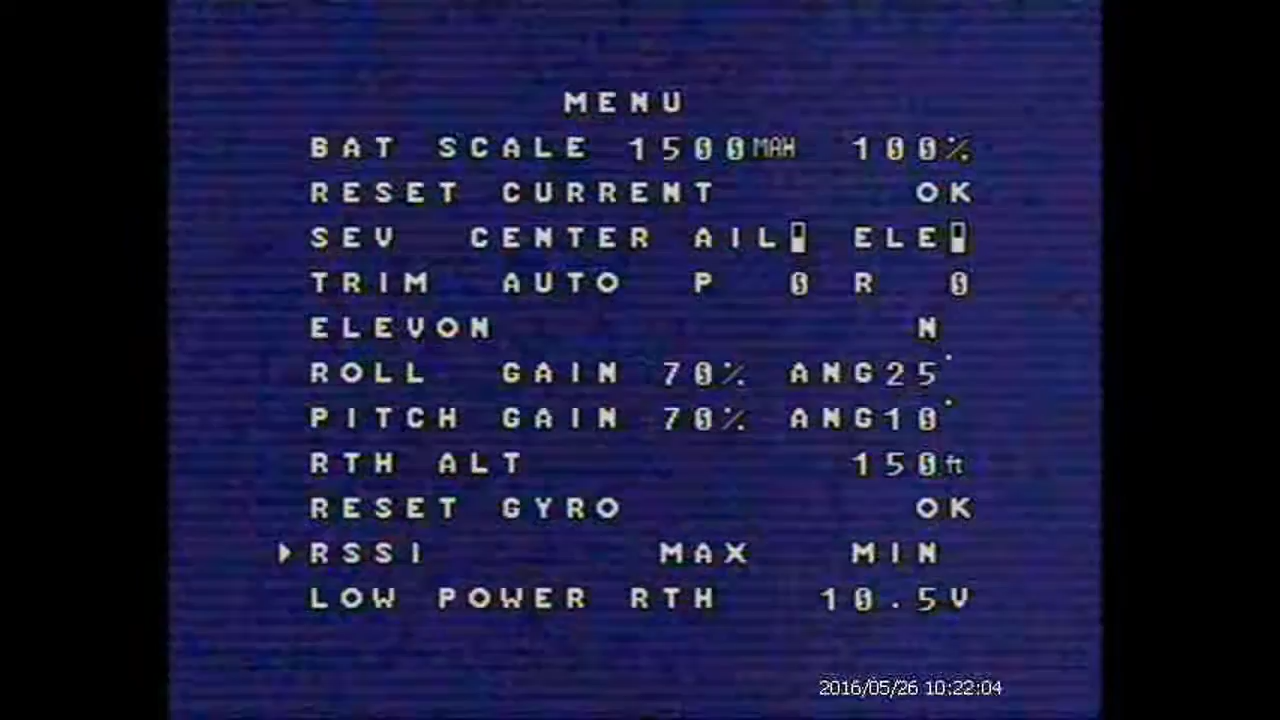 MENU
BAT SCALE 1500MAH 100%
RESET CURRENT OK
SEV CENTER AIL ELE
TRIM AUTO P 0 R 0
ELEVON N
ROLL GAIN 70% ANG25°
PITCH GAIN 70% ANG10°
RTH ALT 150ft
RESET GYRO OK
RSSI MAX MIN
LOW POWER RTH 10.5V
2016/05/26 10:22:04